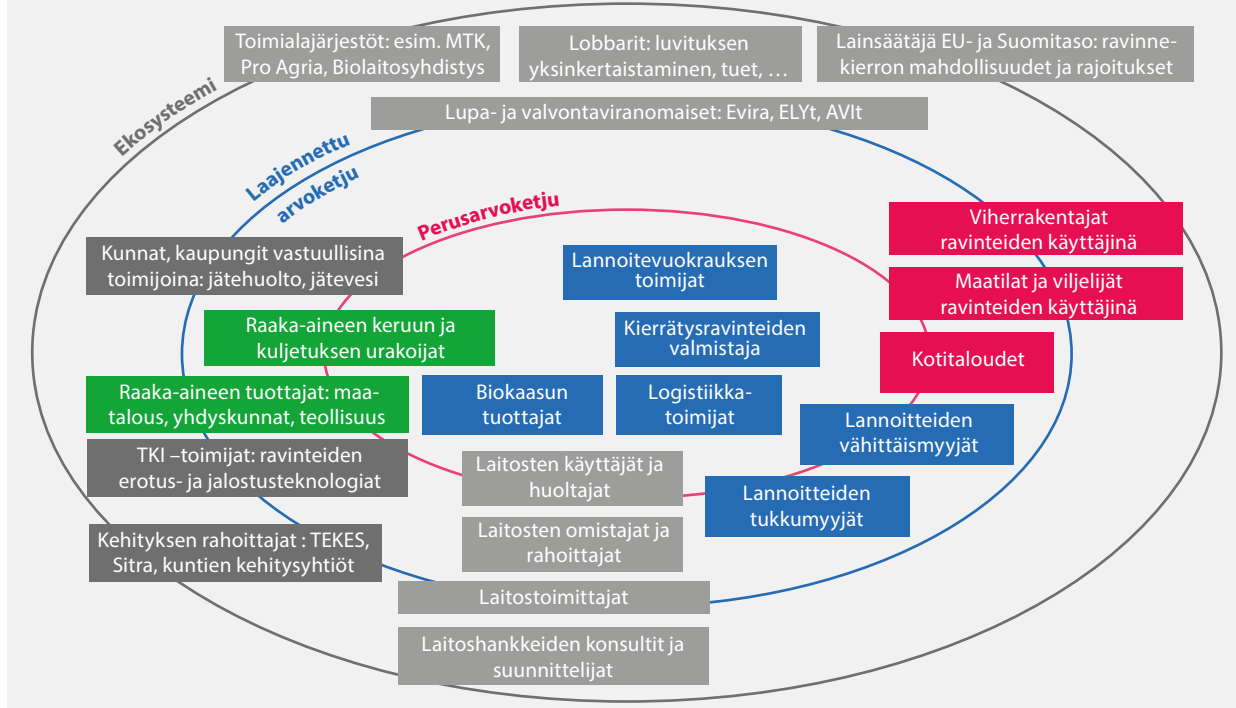 Toimialajärjestöt: esim. MTK,
Pro Agria, Biolaitosyhdistys
Lobbarit: luvituksen
yksinkertaistaminen, tuet, …
Lainsäätäjä EU- ja Suomitaso: ravinne-
kierron mahdollisuudet ja rajoitukset
Lupa- ja valvontaviranomaiset: Evira, ELYt, AVIt
Ekosysteemi
Laajennettu
arvoketju
Perusarvoketju
Kunnat, kaupungit vastuullisina
toimijoina: jätehuolto, jätevesi
Lannoitevuokrauksen
toimijat
Viherrakentajat
ravinteiden käyttäjinä
Maatilat ja viljelijät
ravinteiden käyttäjinä
Raaka-aineen keruun ja
kuljetuksen urakoijat
Kierrätysravinteiden
valmistaja
Kotitaloudet
Raaka-aineen tuottajat: maa-
talous, yhdyskunnat, teollisuus
Biokaasun
tuottajat
Logistiikka-
toimijat
Lannoitteiden
vähittäismyyjät
TKI –toimijat: ravinteiden
erotus- ja jalostusteknologiat
Laitosten käyttäjät ja
huoltajat
Lannoitteiden
tukkumyyjät
Kehityksen rahoittajat : TEKES,
Sitra, kuntien kehitysyhtiöt
Laitosten omistajat ja
rahoittajat
Laitostoimittajat
Laitoshankkeiden konsultit ja
suunnittelijat